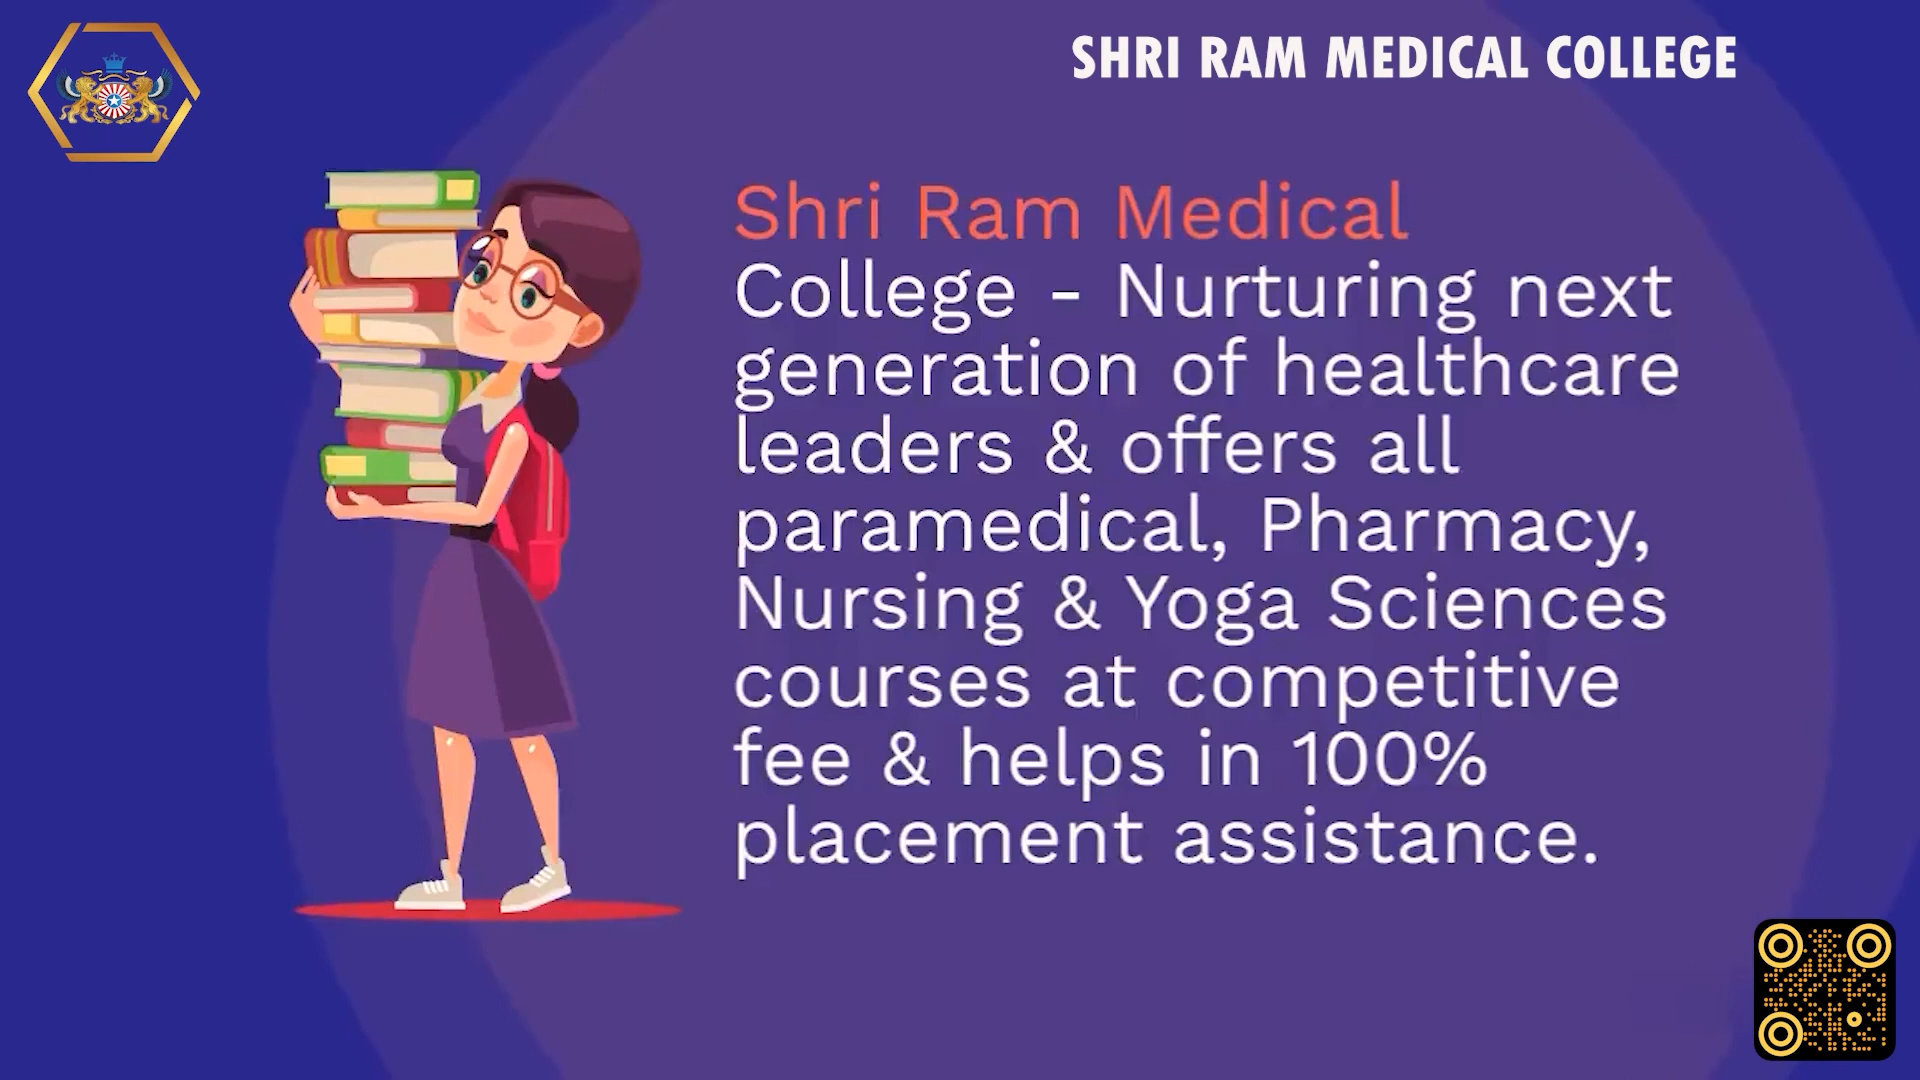 SHRI RAM MEDICAL COLLEGE
Shri Ram Medical
College - Nurturing next
generation of healthcare
leaders & offers all
paramedical, Pharmacy,
Nursing & Yoga Sciences
courses at competitive
fee & helps in 100%
placement assistance.